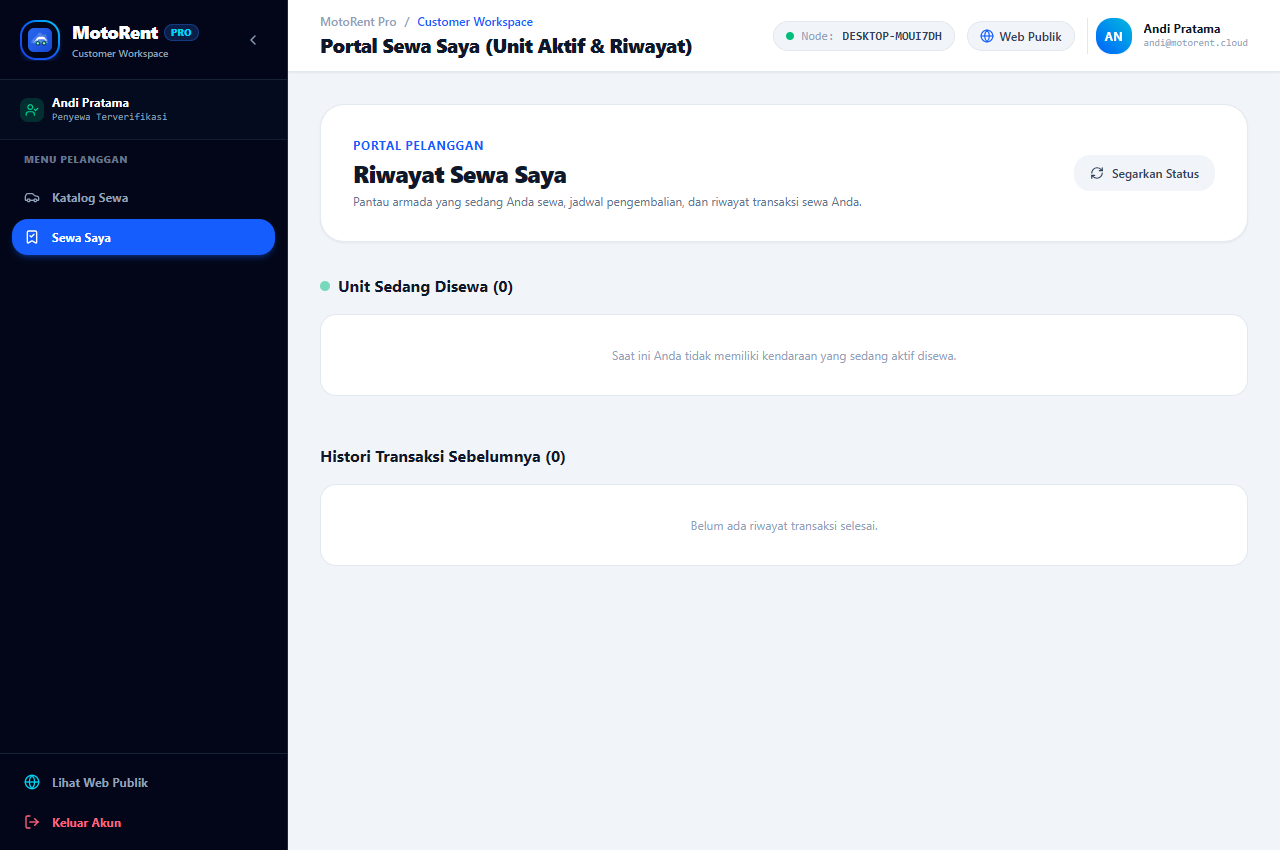 MotoRent PRO
Customer Workspace
Andi Pratama
Penyewa Terverifikasi
MENU PELANGGAN
Katalog Sewa
Sewa Saya
Lihat Web Publik
Keluar Akun
MotoRent Pro / Customer Workspace
Portal Sewa Saya (Unit Aktif & Riwayat)
Node: DESKTOP-MOUI7DH
Web Publik
AN
Andi Pratama
andi@motorent.cloud
PORTAL PELANGGAN
Riwayat Sewa Saya
Pantau armada yang sedang Anda sewa, jadwal pengembalian, dan riwayat transaksi sewa Anda.
Segarkan Status
Unit Sedang Disewa (0)
Saat ini Anda tidak memiliki kendaraan yang sedang aktif disewa.
Histori Transaksi Sebelumnya (0)
Belum ada riwayat transaksi selesai.